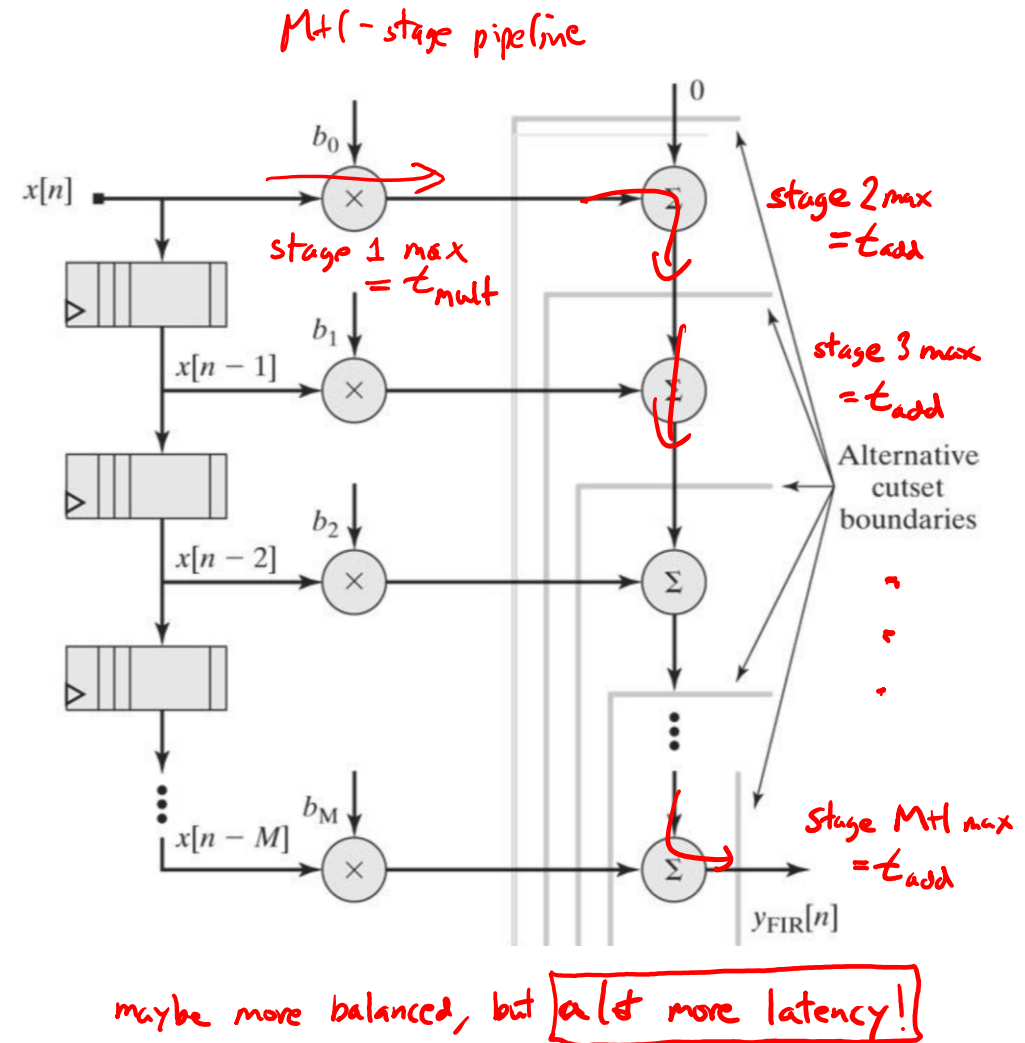 M+1-stage pipeline
0
b0
x[n]
×
Σ
stage 2 max
= tadd
stage 1 max
= tmult
b1
x[n − 1]
×
Σ
stage 3 max
= tadd
Alternative
cutset
boundaries
b2
x[n − 2]
×
Σ
bM
x[n − M]
×
Σ
stage M+1 max
= tadd
yFIR[n]
maybe more balanced, but alot more latency!